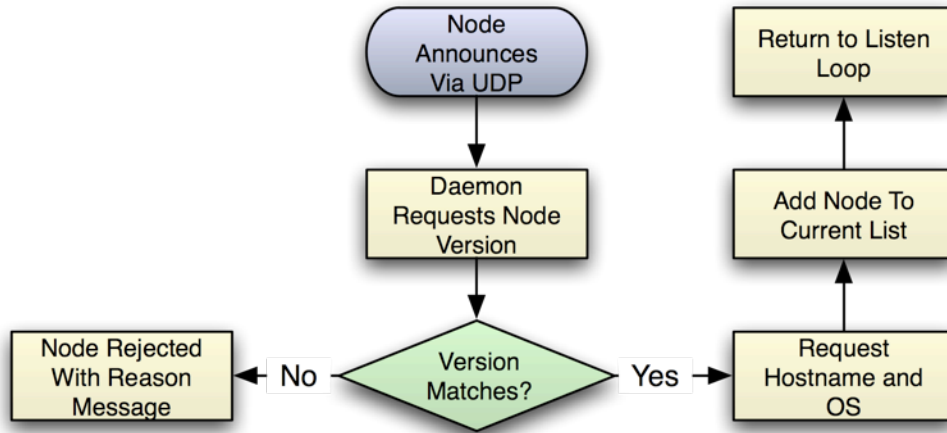 Node
Announces
Via UDP
Daemon
Requests Node
Version
Version
Matches?
No
Node Rejected
With Reason
Message
Yes
Request
Hostname and
OS
Add Node To
Current List
Return to Listen
Loop